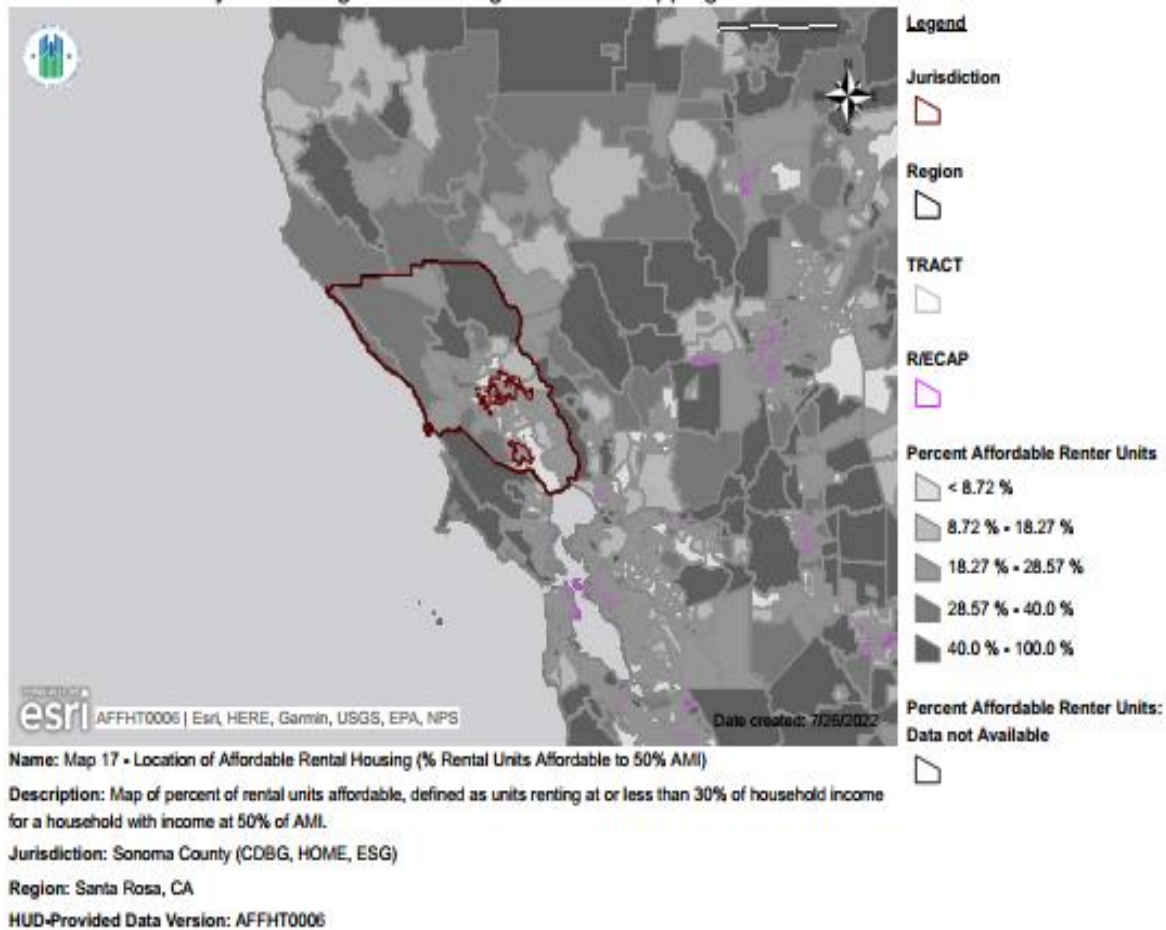 Legend
Jurisdiction
Region
TRACT
R/ECAP
Percent Affordable Renter Units
< 8.72 %
8.72 % - 18.27 %
18.27 % - 28.57 %
28.57 % - 40.0 %
40.0 % - 100.0 %
Percent Affordable Renter Units:
Data not Available
N
esri
AFFHT0006 | Esri, HERE, Garmin, USGS, EPA, NPS
Date created: 7/26/2022
Name: Map 17 - Location of Affordable Rental Housing (% Rental Units Affordable to 50% AMI)
Description: Map of percent of rental units affordable, defined as units renting at or less than 30% of household income
for a household with income at 50% of AMI.
Jurisdiction: Sonoma County (CDBG, HOME, ESG)
Region: Santa Rosa, CA
HUD-Provided Data Version: AFFHT0006